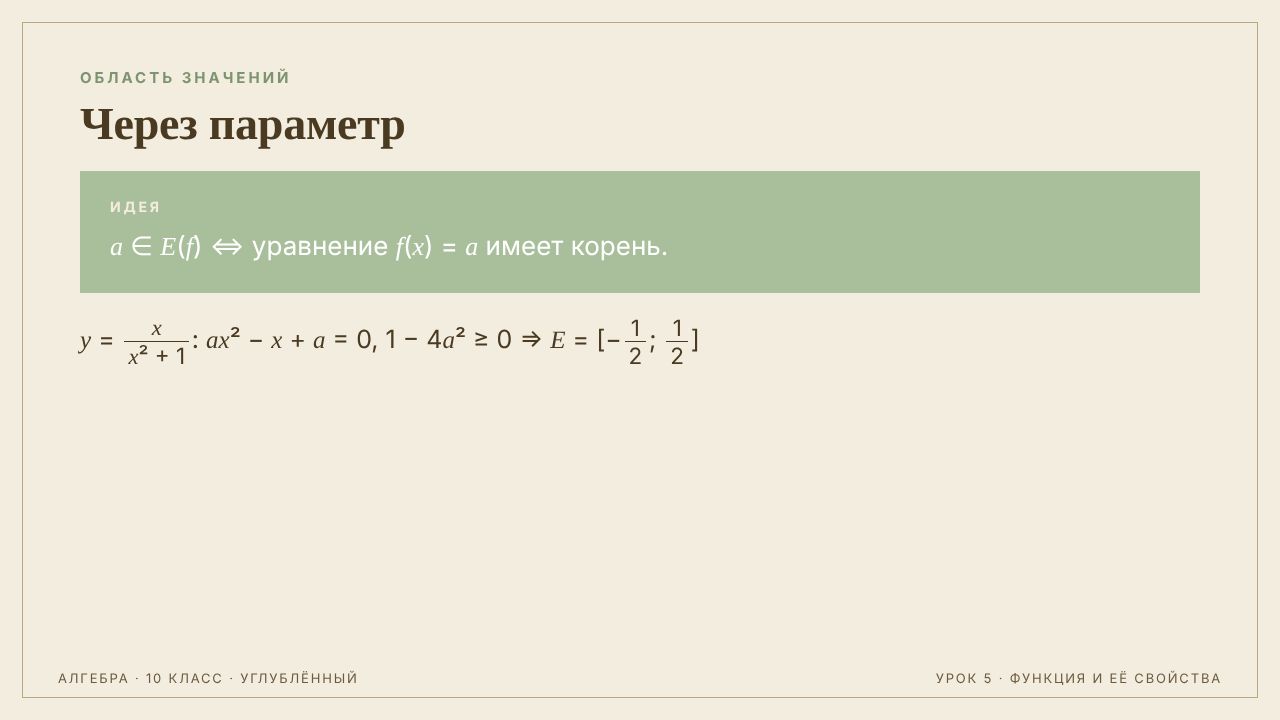 ОБЛАСТЬ ЗНАЧЕНИЙ
Через параметр
ИДЕЯ
a ∈ E(f) ⇔ уравнение f(x) = a имеет корень.
y = x/(x² + 1): ax² − x + a = 0, 1 − 4a² ≥ 0 ⇒ E = [−1/2; 1/2]
АЛГЕБРА · 10 КЛАСС · УГЛУБЛЁННЫЙ
УРОК 5 · ФУНКЦИЯ И ЕЁ СВОЙСТВА